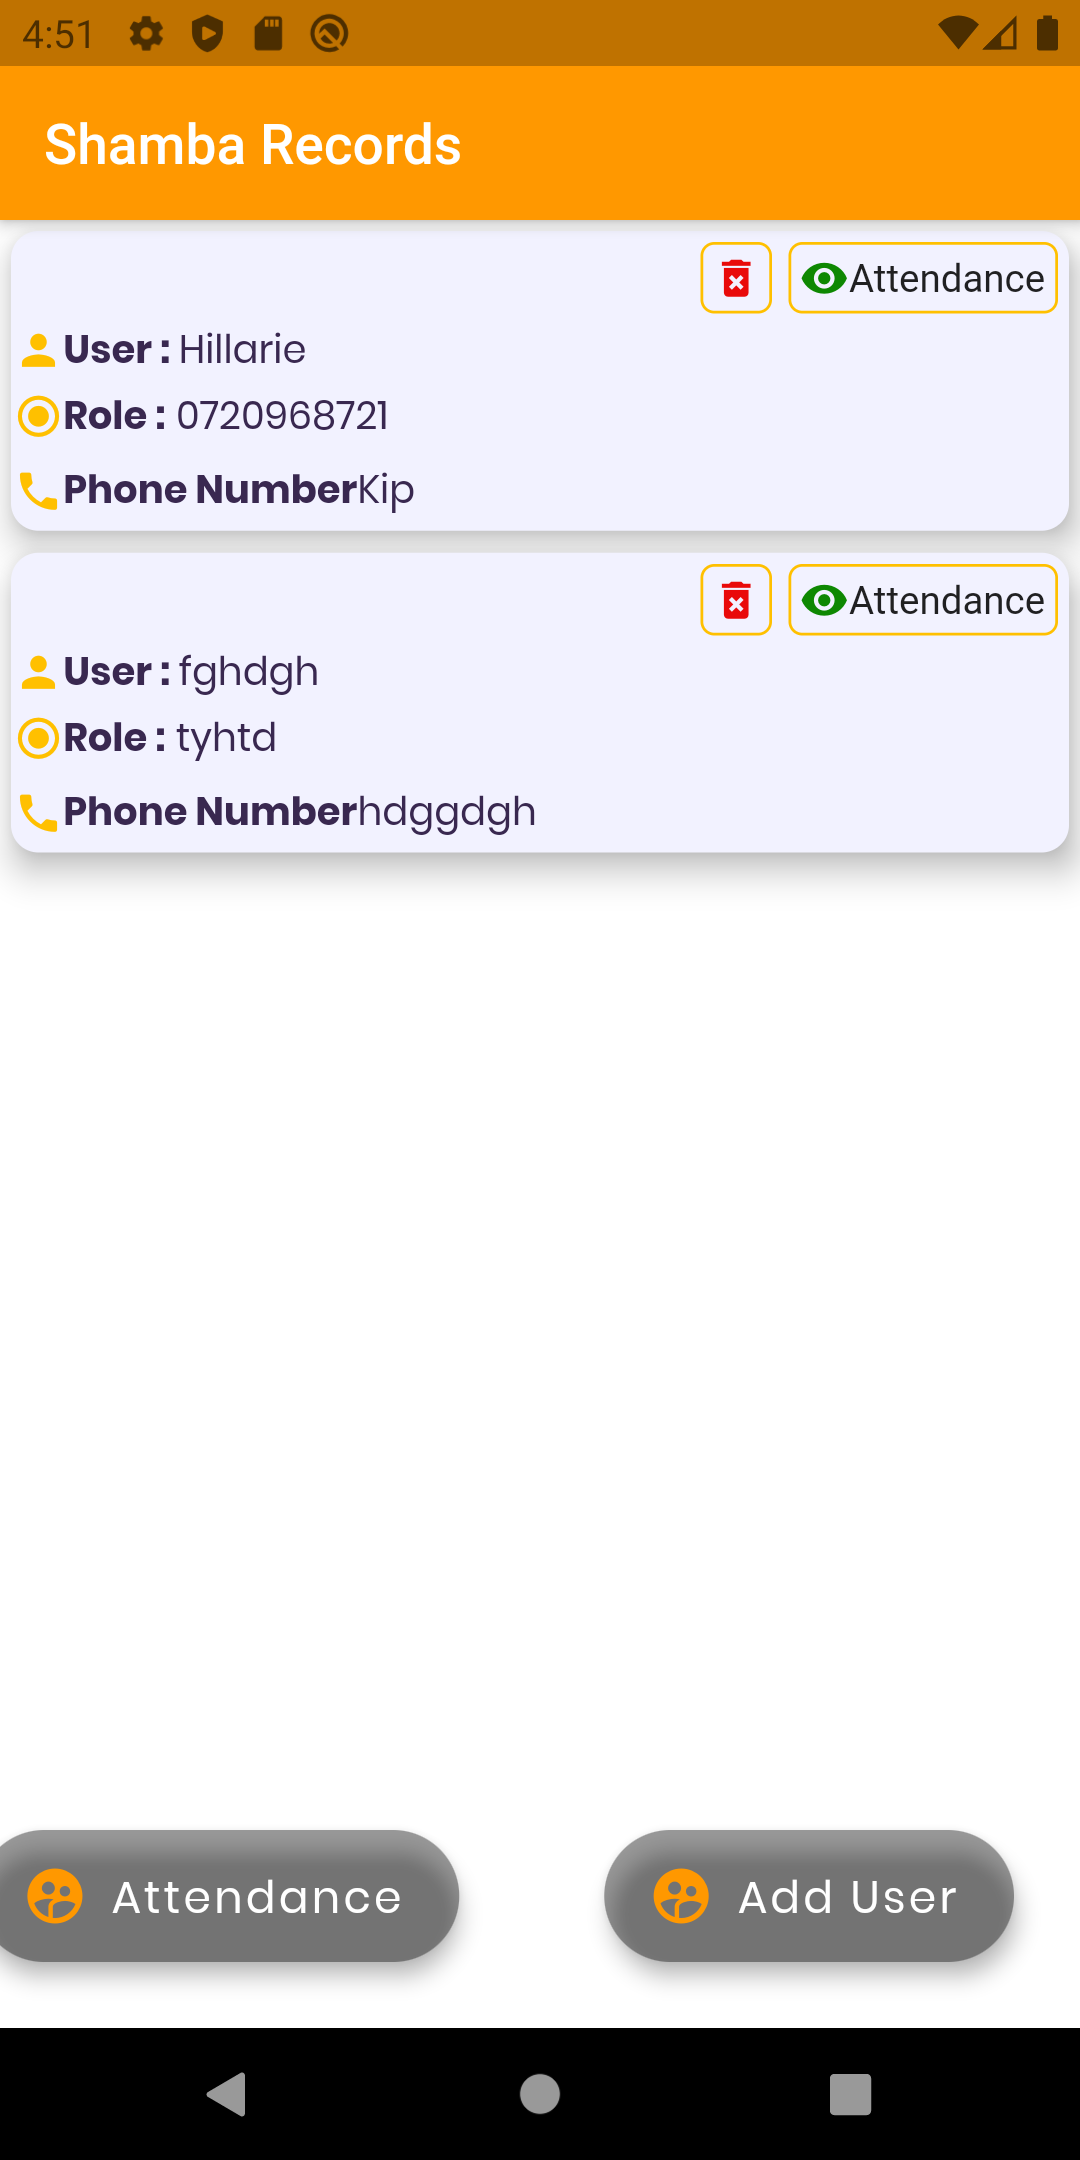 4:51
Shamba Records
Attendance
User : Hillarie
Role : 0720968721
Phone NumberKip
Attendance
User : fghdgh
Role : tyhtd
Phone Numberhdggdgh
Attendance
Add User